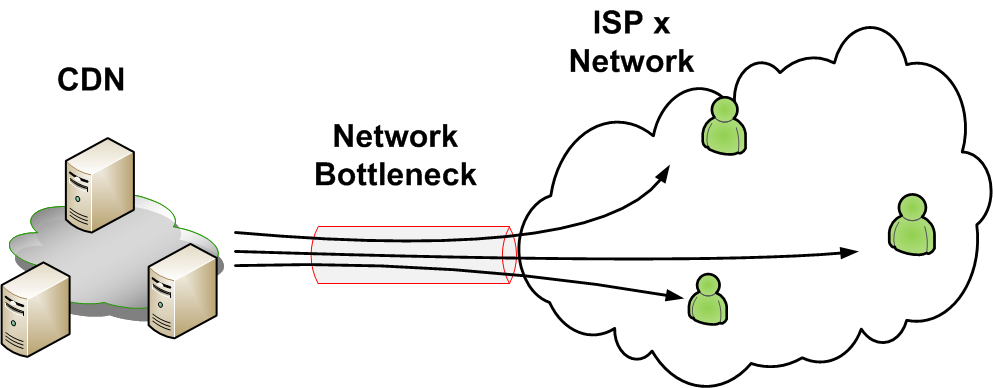 CDN
Network
Bottleneck
ISP x
Network